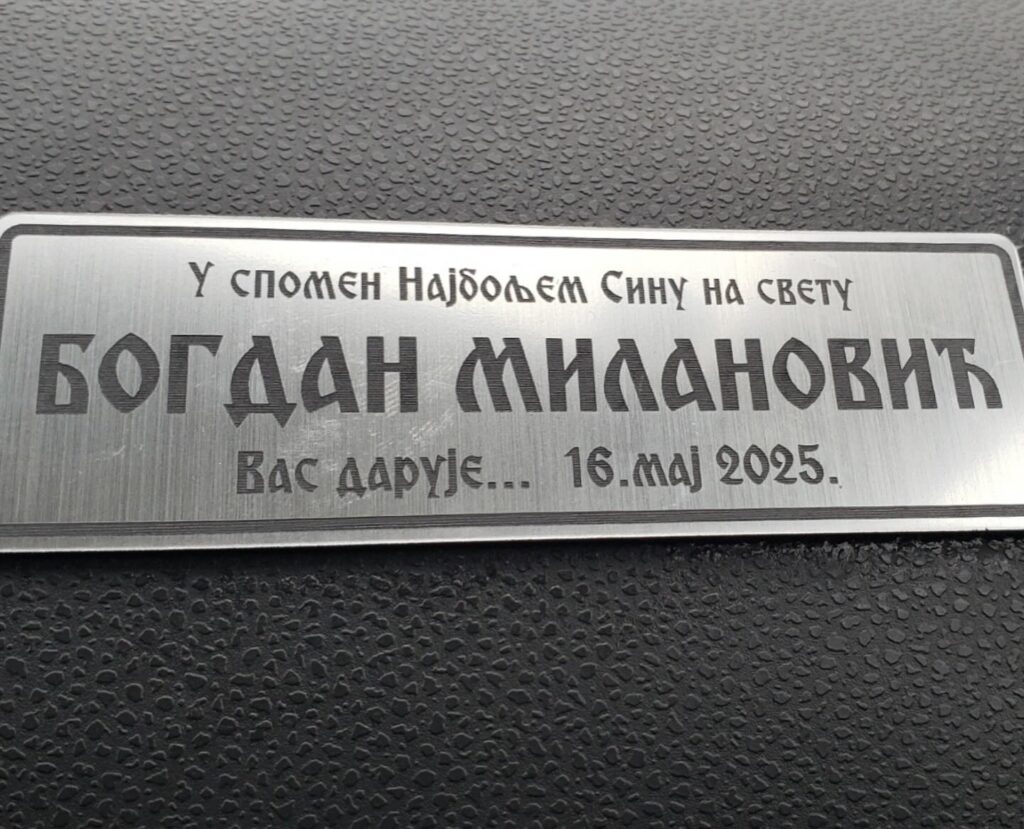 У спомен Најбољем Сину на свету
БОГДАН МИЛАНОВИЋ
Вас дарује... 16.мај 2025.